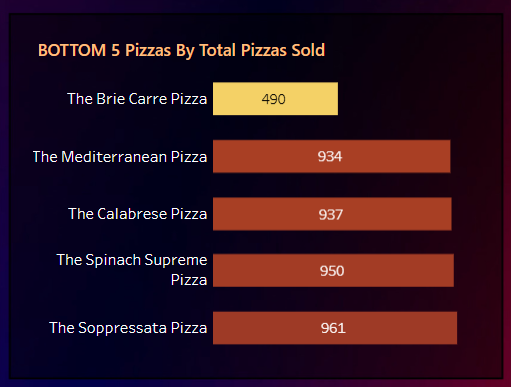 BOTTOM 5 Pizzas By Total Pizzas Sold
The Brie Carre Pizza 490
The Mediterranean Pizza 934
The Calabrese Pizza 937
The Spinach Supreme
Pizza 950
The Soppressata Pizza 961